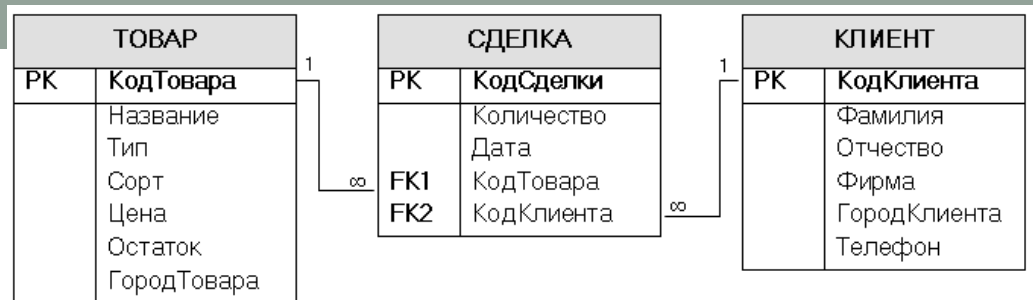 ТОВАР
PK КодТовара
Название
Тип
Сорт
Цена
Остаток
ГородТовара
1
∞
СДЕЛКА
PK КодСделки
Количество
Дата
FK1 КодТовара
FK2 КодКлиента
∞
1
КЛИЕНТ
PK КодКлиента
Фамилия
Отчество
Фирма
ГородКлиента
Телефон